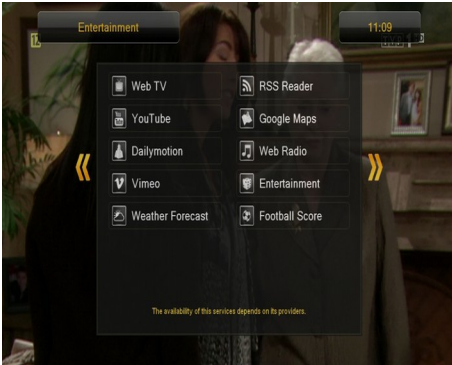 Entertainment
11:09
Web TV
RSS Reader
YouTube
Google Maps
Dailymotion
Web Radio
Vimeo
Entertainment
Weather Forecast
Football Score
The availability of this services depends on its providers.